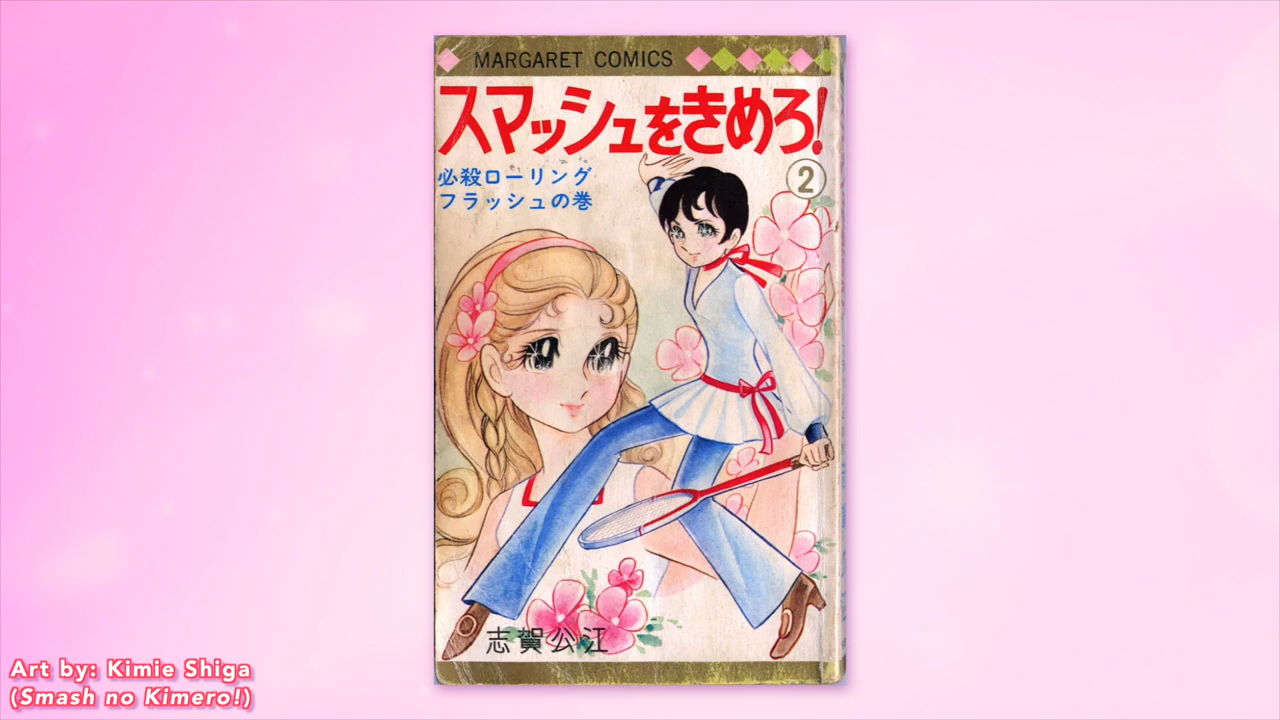 MARGARET COMICS
スマッシュをきめろ!
2
必殺ローリング
フラッシュの巻
志賀公江
Art by: Kimie Shiga
(Smash no Kimero!)